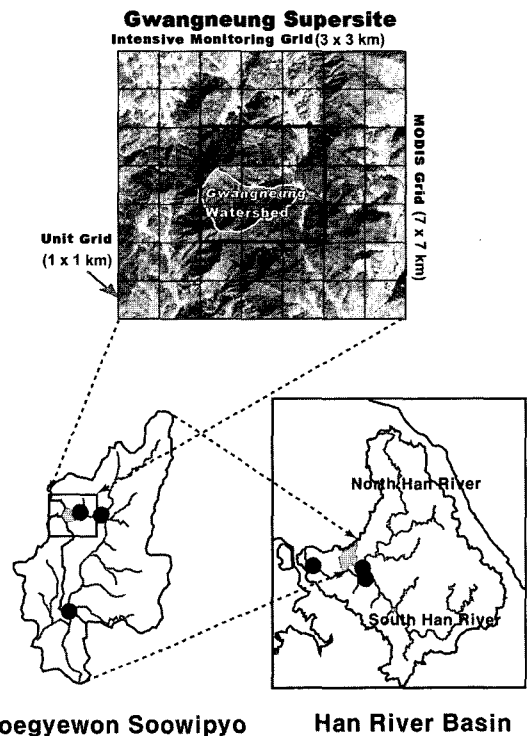 Gwangneung Supersite
Intensive Monitoring Grid (3 x 3 km)
MODIS Grid (7 x 7 km)
Gwangneung
Watershed
Unit Grid
(1 x 1 km)
North Han River
South Han River
oegyewon Soowipyo
Han River Basin